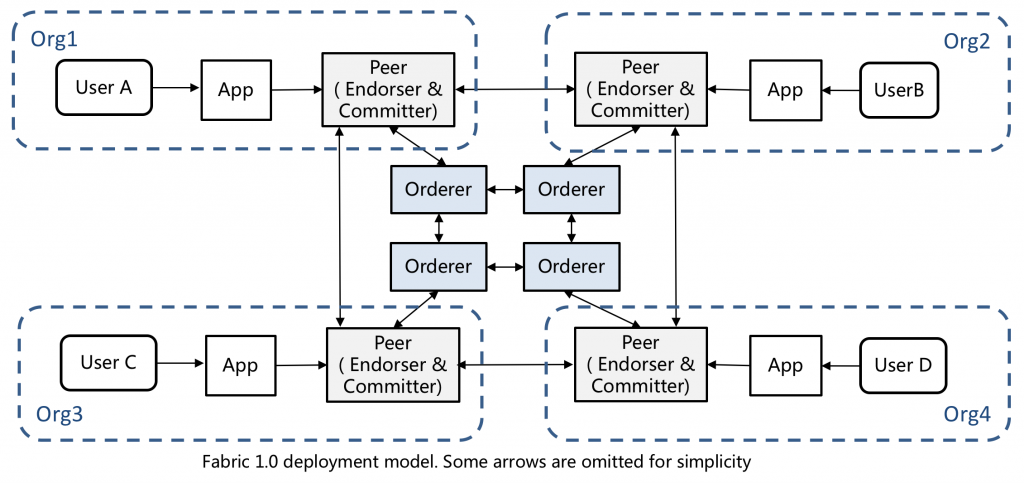 Org1
Org2
User A
App
Peer
( Endorser &
Committer)
Peer
( Endorser &
Committer)
App
UserB
Orderer
Orderer
Orderer
Orderer
User C
App
Peer
( Endorser &
Committer)
Peer
( Endorser &
Committer)
App
User D
Org3
Org4
Fabric 1.0 deployment model. Some arrows are omitted for simplicity